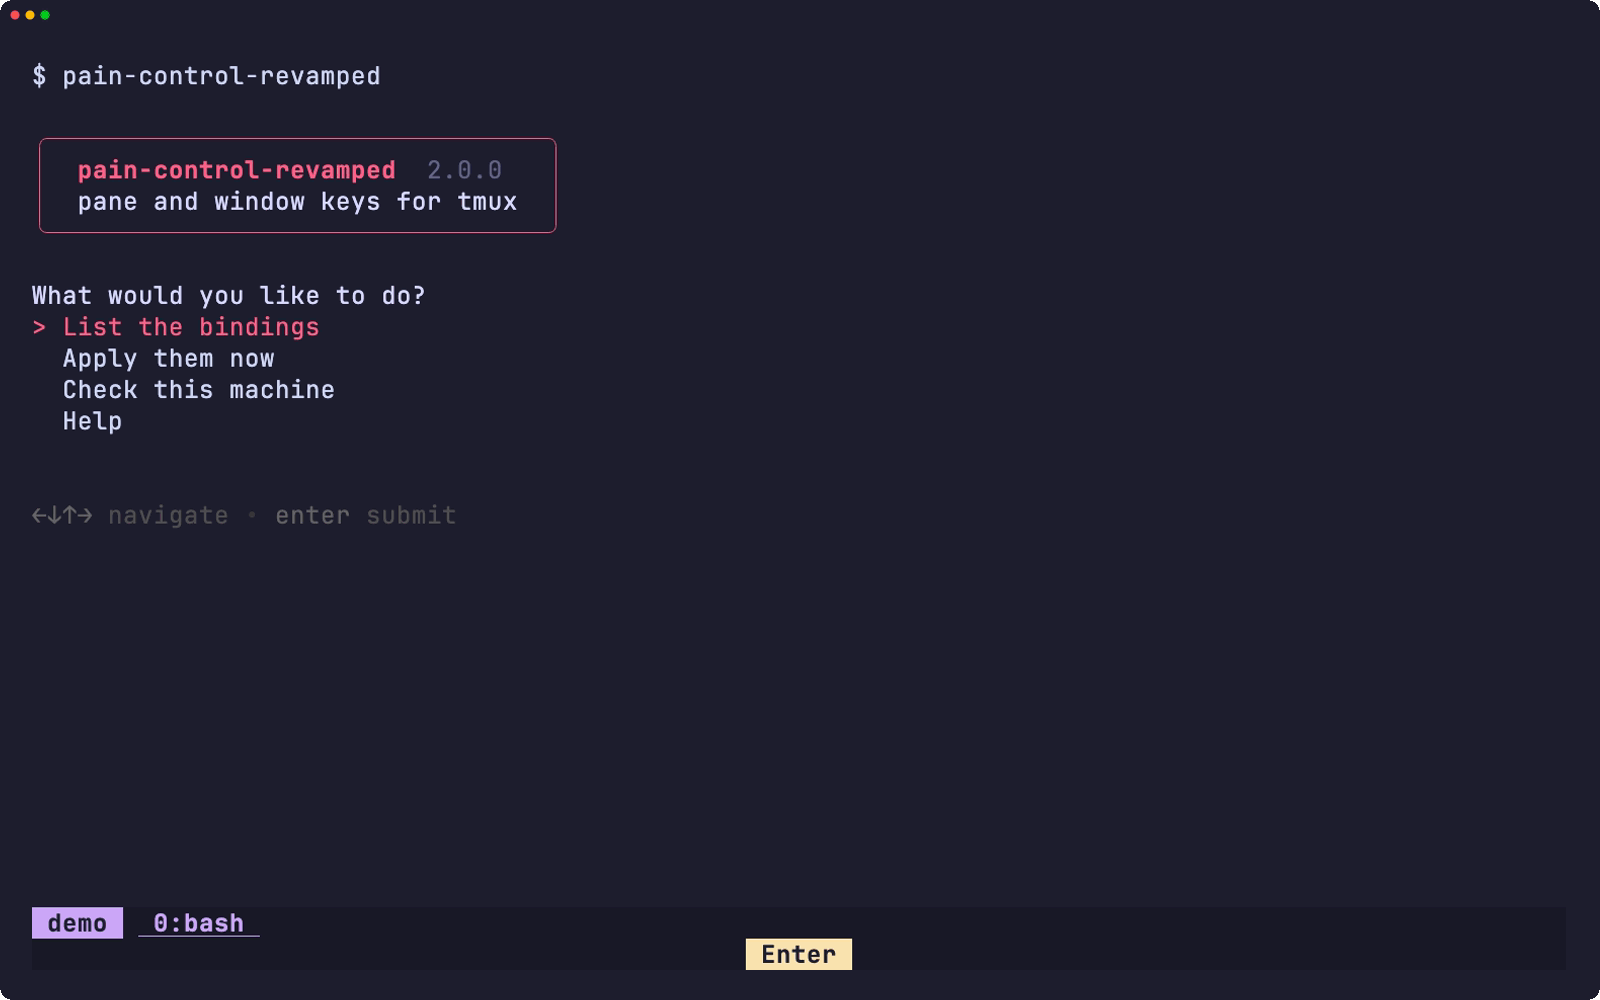 $ pain-control-revamped
pain-control-revamped 2.0.0
pane and window keys for tmux
What would you like to do?
> List the bindings
Apply them now
Check this machine
Help
←↓↑→ navigate • enter submit
demo 0:bash
Enter